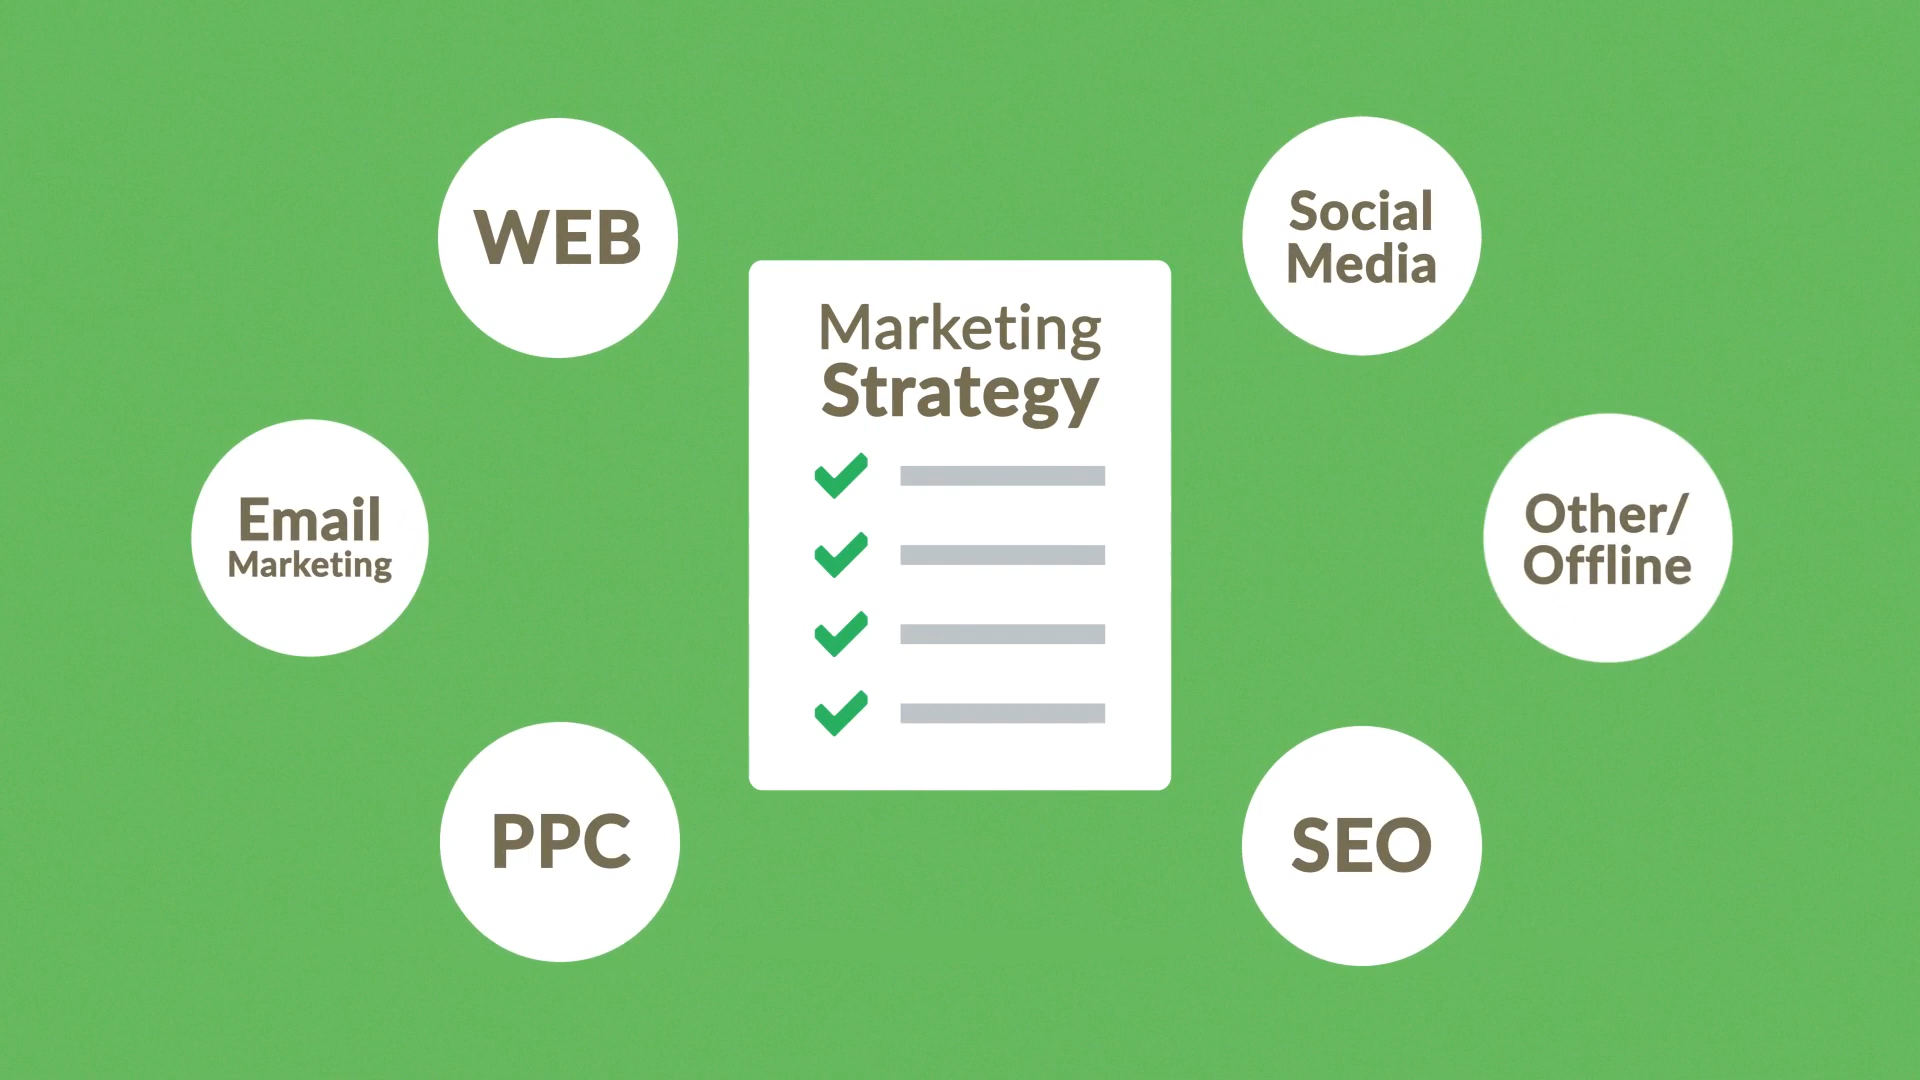 WEB
Social
Media
Marketing
Strategy
Email
Marketing
Other/
Offline
PPC
SEO